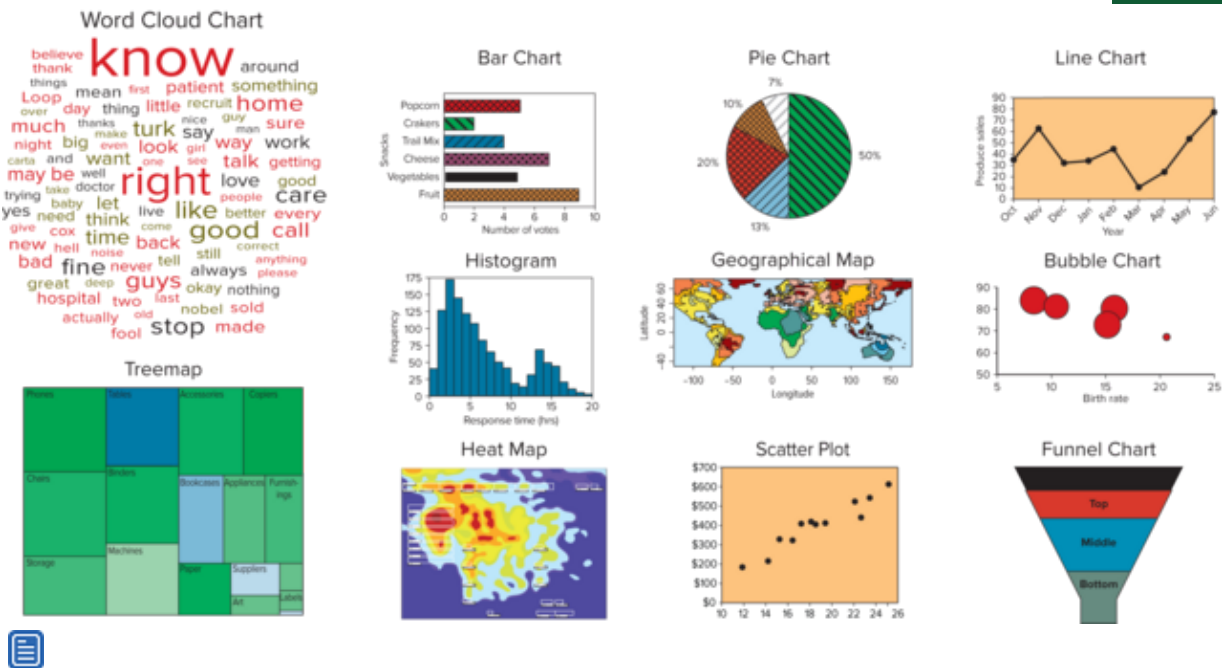 Word Cloud Chart
believe know around
thank
things mean first patient something
Loop
over day thing little recruit home
much thanks make turk nice say guy man sure
night big even look girl way work
carta and want one see talk getting
may be well right love good
trying take doctor people care
yes baby let live like better every
need think come good call
give cox time back correct
new hell noise still anything
bad fine never tell always please
great deep guys okay nothing
hospital two last nobel sold
actually old
fool stop made
Bar Chart
Snacks
Popcorn
Crakers
Trail Mix
Cheese
Vegetables
Fruit
0 2 4 6 8 10
Number of votes
Pie Chart
7%
10%
50%
20%
13%
Line Chart
Produce sales
90
80
70
60
50
40
30
20
10
0
Oct Nov Dec Jan Feb Mar Apr May Jun
Year
Histogram
Frequency
175
150
125
100
75
50
25
0
0 5 10 15 20
Response time (hrs)
Geographical Map
Latitude
60
40
20
0
-40
-100 -50 0 50 100 150
Longitude
Bubble Chart
90
80
70
60
50
5 10 15 20 25
Birth rate
Treemap
Phones
Tables
Accessories
Copiers
Chairs
Binders
Bookcases
Appliances
Furnish-
ings
Storage
Machines
Paper
Suppliers
Art
Labels
Heat Map
Scatter Plot
$700
$600
$500
$400
$300
$200
$100
$0
10 12 14 16 18 20 22 24 26
Funnel Chart
Top
Middle
Bottom